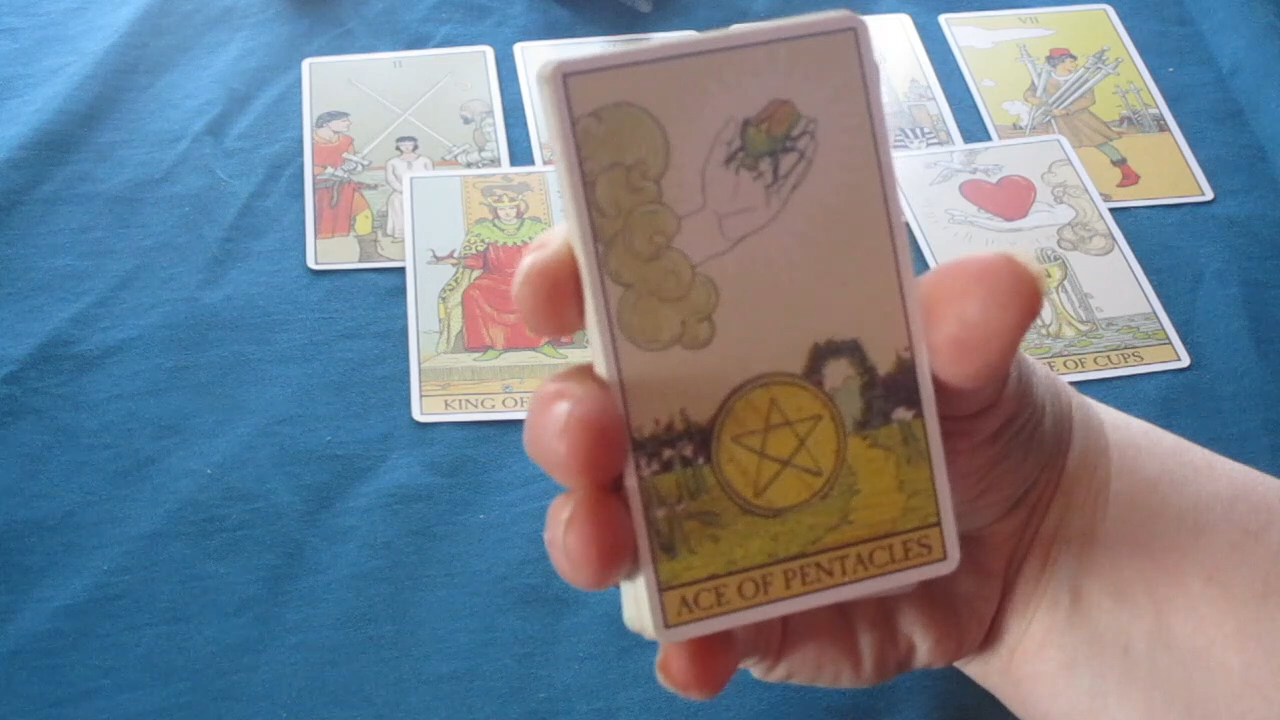 II
VII
KING OF
E OF CUPS
ACE OF PENTACLES